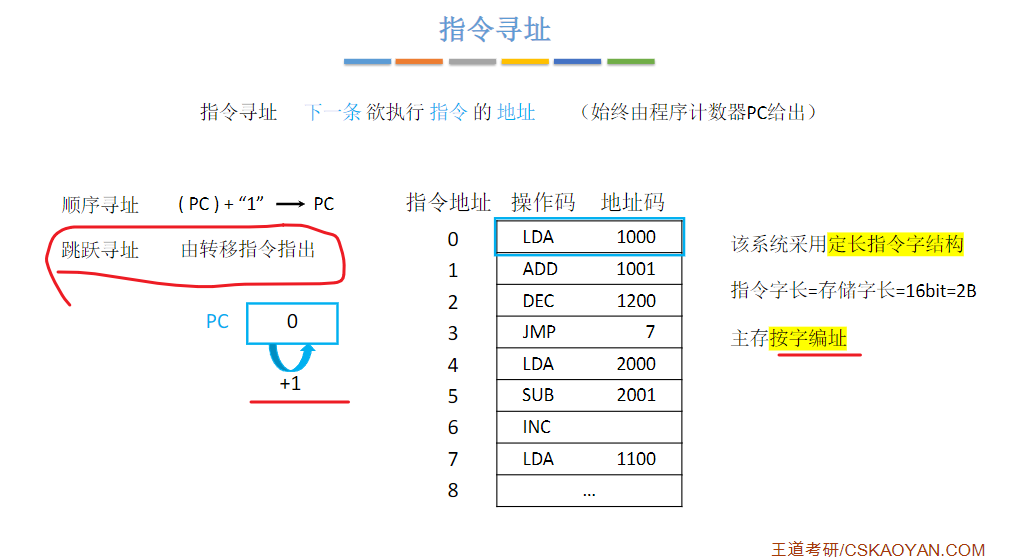 指令寻址
指令寻址 下一条 欲执行 指令 的 地址 （始终由程序计数器PC给出）
顺序寻址 ( PC ) + “1” → PC
跳跃寻址 由转移指令指出
PC 0
+1
指令地址 操作码 地址码
0 LDA 1000
1 ADD 1001
2 DEC 1200
3 JMP 7
4 LDA 2000
5 SUB 2001
6 INC
7 LDA 1100
8 ...
该系统采用定长指令字结构
指令字长=存储字长=16bit=2B
主存按字编址
王道考研/CSKAOYAN.COM